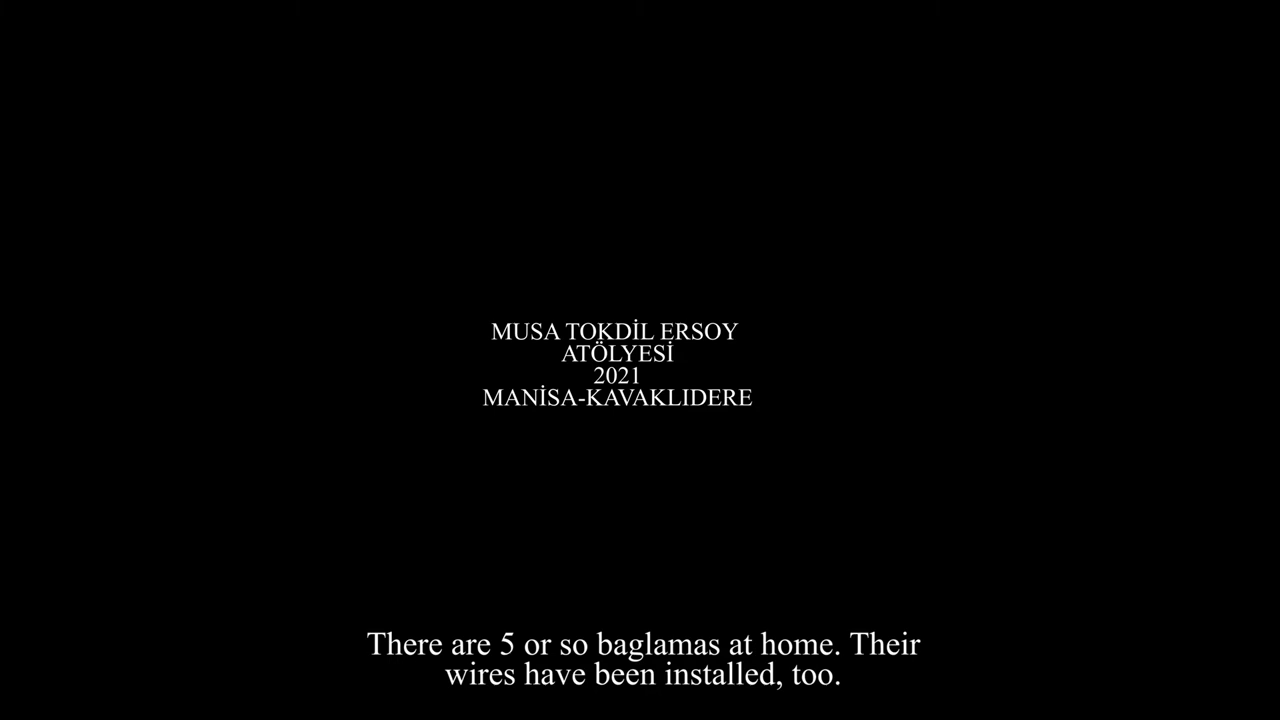 MUSA TOKDİL ERSOY
ATÖLYESİ
2021
MANİSA-KAVAKLIDERE
There are 5 or so baglamas at home. Their
wires have been installed, too.